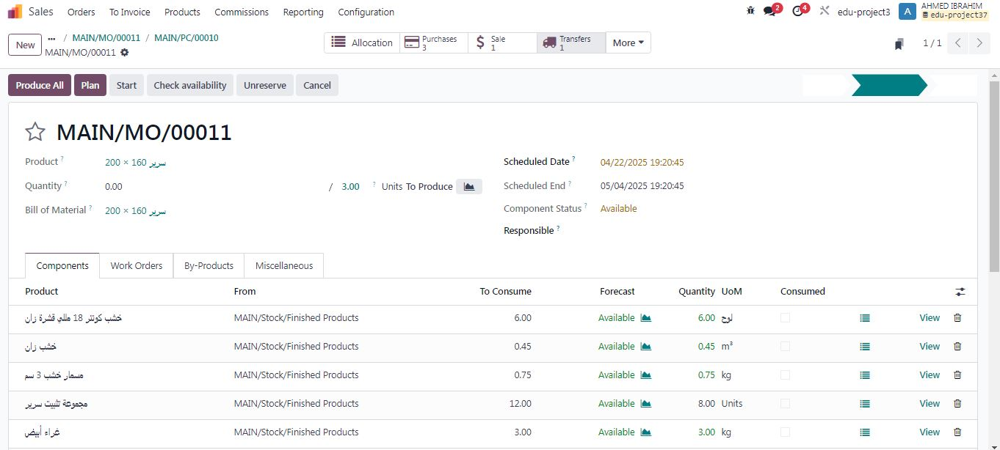 Sales Orders To Invoice Products Commissions Reporting Configuration 2 4 edu-project3 A AHMED IBRAHIM
edu-project37
New ... / MAIN/MO/00011 / MAIN/PC/00010
MAIN/MO/00011
Allocation Purchases 3 Sale 1 Transfers 1 More
1 / 1
Produce All Plan Start Check availability Unreserve Cancel
MAIN/MO/00011
Product ? سرير 160 × 200
Scheduled Date ? 04/22/2025 19:20:45
Quantity ? 0.00 / 3.00 ? Units To Produce
Scheduled End ? 05/04/2025 19:20:45
Bill of Material ? سرير 160 × 200
Component Status ? Available
Responsible ?
Components Work Orders By-Products Miscellaneous
Product From To Consume Forecast Quantity UoM Consumed
خشب كونتر 18 مللي قشرة زان MAIN/Stock/Finished Products 6.00 Available 6.00 لوح View
خشب زان MAIN/Stock/Finished Products 0.45 Available 0.45 m³ View
مسمار خشب 3 سم MAIN/Stock/Finished Products 0.75 Available 0.75 kg View
مجموعة تثبيت سرير MAIN/Stock/Finished Products 12.00 Available 8.00 Units View
غراء أبيض MAIN/Stock/Finished Products 3.00 Available 3.00 kg View